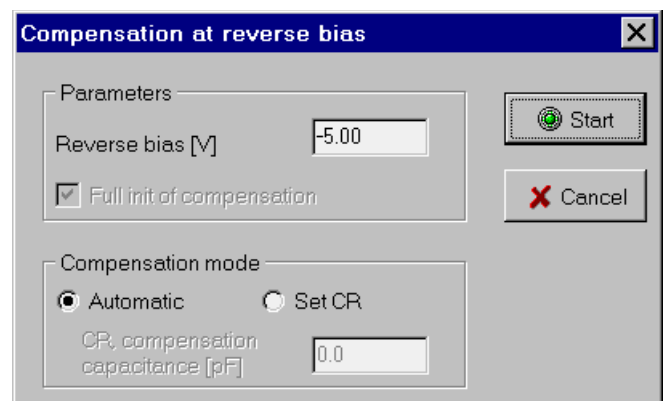 Compensation at reverse bias
Parameters
Reverse bias [V]
-5.00
Full init of compensation
Start
Cancel
Compensation mode
Automatic
Set CR
CR, compensation
capacitance [pF]
0.0